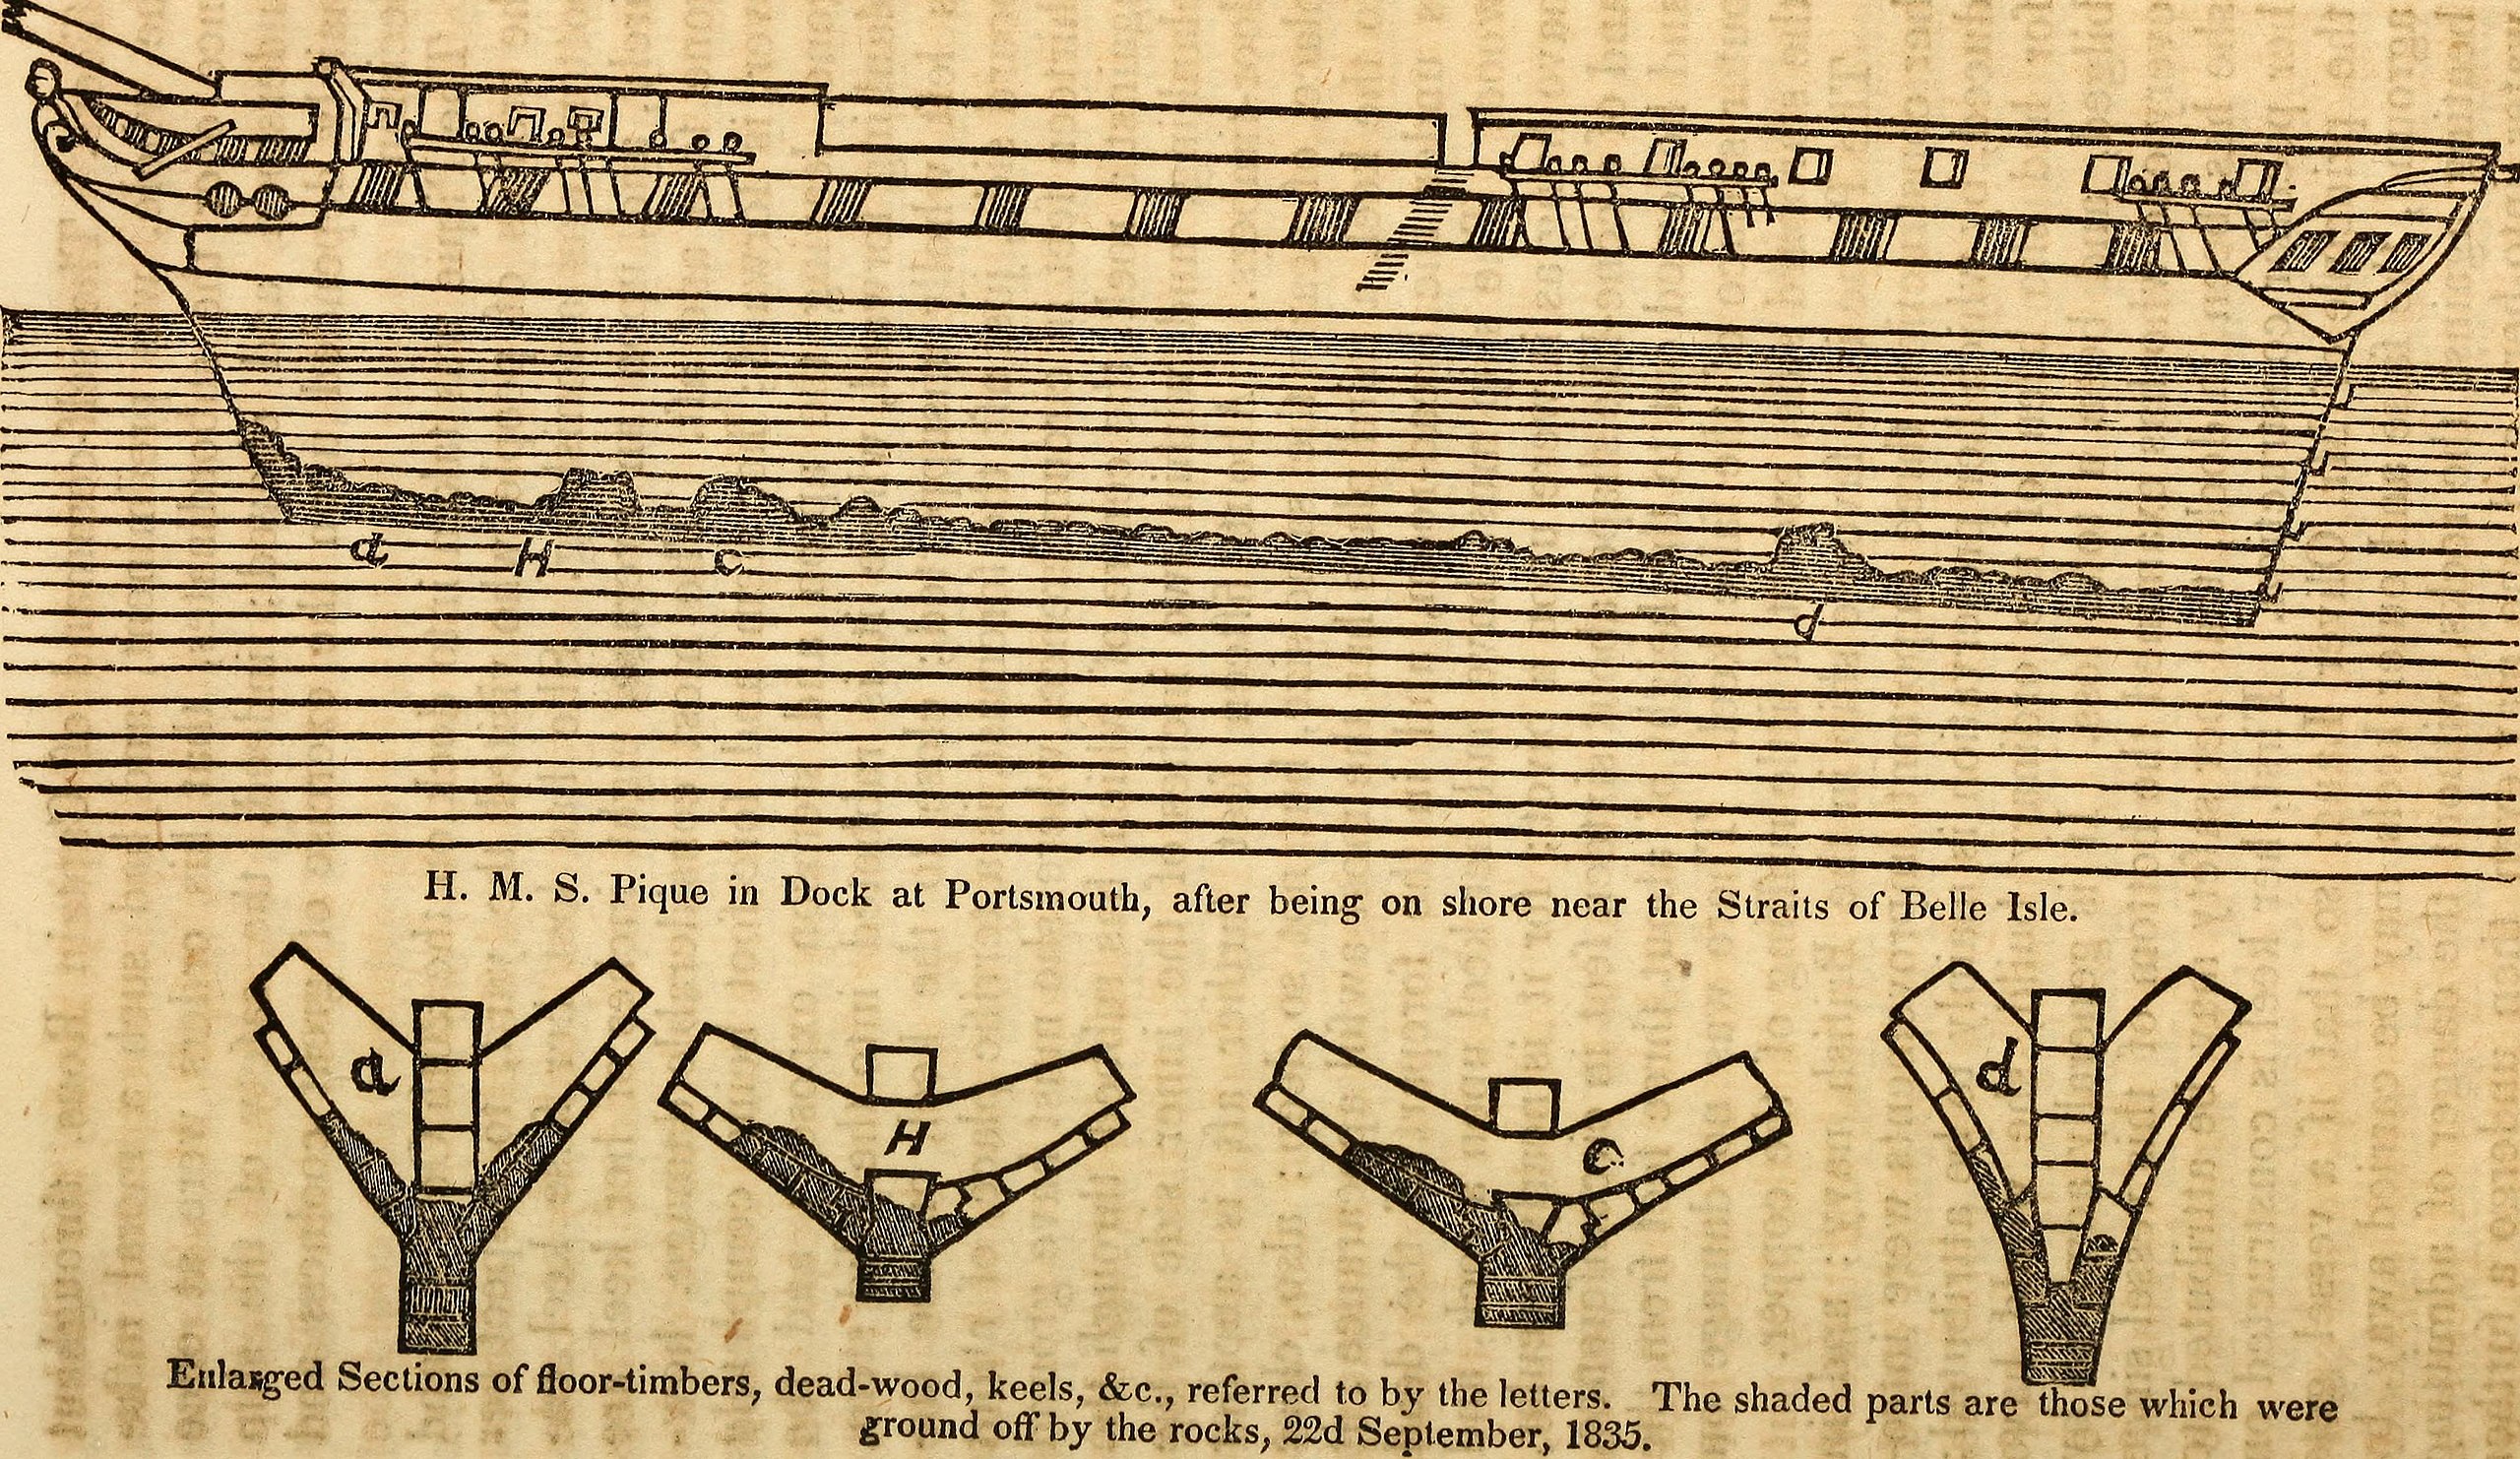 a H c
d
H. M. S. Pique in Dock at Portsmouth, after being on shore near the Straits of Belle Isle.
a H c d
Enlarged Sections of floor-timbers, dead-wood, keels, &c., referred to by the letters. The shaded parts are those which were
ground off by the rocks, 22d September, 1835.